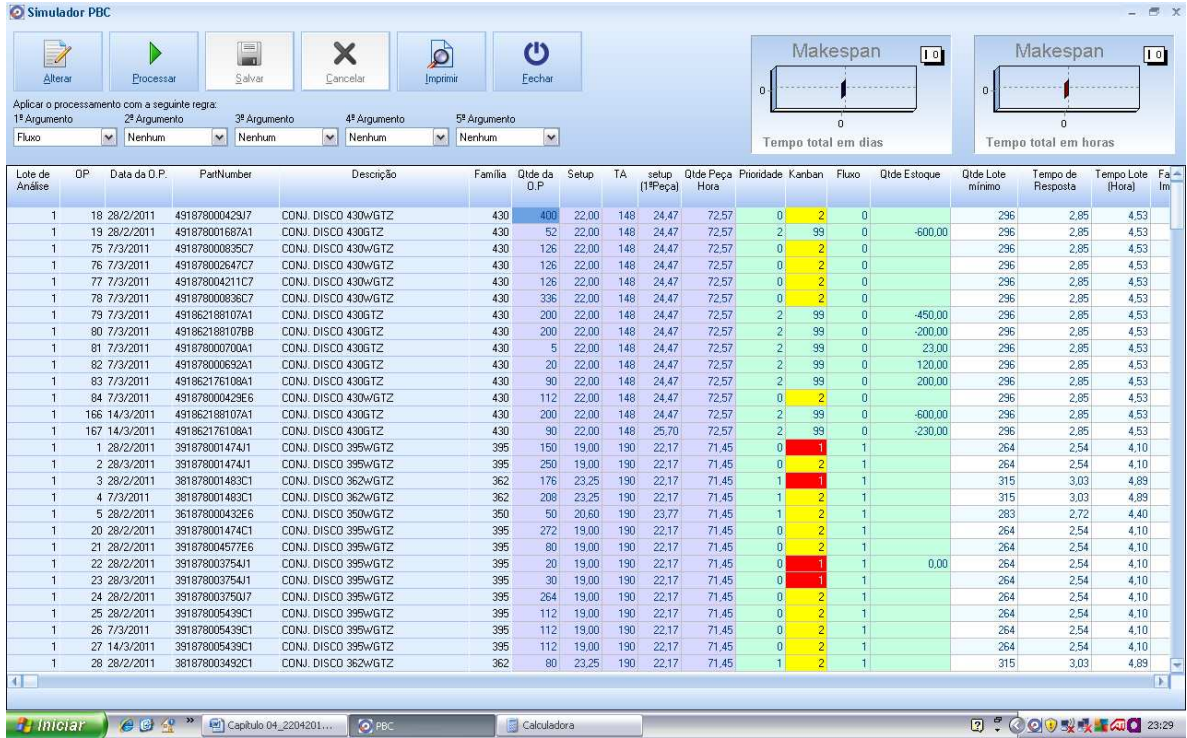 Simulador PBC
Alterar Processar Salvar Cancelar Imprimir Fechar
Makespan 1 0 Makespan 1 0
0 0
0 0
Tempo total em dias Tempo total em horas
Aplicar o processamento com a seguinte regra:
1ª Argumento 2ª Argumento 3ª Argumento 4ª Argumento 5ª Argumento
Fluxo Nenhum Nenhum Nenhum Nenhum
Lote de Análise OP Data da O.P. PartNumber Descrição Família Qtde da O.P Setup TA setup (1ªPeça) Qtde Peça Hora Prioridade Kanban Fluxo Qtde Estoque Qtde Lote mínimo Tempo de Resposta Tempo Lote (Hora) Fa Im
1 18 28/2/2011 491878000429J7 CONJ. DISCO 430WGTZ 430 400 22,00 148 24,47 72,57 0 2 0 296 2,85 4,53
1 19 28/2/2011 491878001687A1 CONJ. DISCO 430GTZ 430 52 22,00 148 24,47 72,57 2 99 0 -600,00 296 2,85 4,53
1 75 7/3/2011 491878000835C7 CONJ. DISCO 430WGTZ 430 126 22,00 148 24,47 72,57 0 2 0 296 2,85 4,53
1 76 7/3/2011 491878002647C7 CONJ. DISCO 430WGTZ 430 126 22,00 148 24,47 72,57 0 2 0 296 2,85 4,53
1 77 7/3/2011 491878004211C7 CONJ. DISCO 430WGTZ 430 126 22,00 148 24,47 72,57 0 2 0 296 2,85 4,53
1 78 7/3/2011 491878000836C7 CONJ. DISCO 430WGTZ 430 336 22,00 148 24,47 72,57 0 2 0 296 2,85 4,53
1 79 7/3/2011 491862188107A1 CONJ. DISCO 430GTZ 430 200 22,00 148 24,47 72,57 2 99 0 -450,00 296 2,85 4,53
1 80 7/3/2011 491862188107BB CONJ. DISCO 430GTZ 430 200 22,00 148 24,47 72,57 2 99 0 -200,00 296 2,85 4,53
1 81 7/3/2011 491878000700A1 CONJ. DISCO 430GTZ 430 5 22,00 148 24,47 72,57 2 99 0 23,00 296 2,85 4,53
1 82 7/3/2011 491878000692A1 CONJ. DISCO 430GTZ 430 20 22,00 148 24,47 72,57 2 99 0 120,00 296 2,85 4,53
1 83 7/3/2011 491862176108A1 CONJ. DISCO 430GTZ 430 90 22,00 148 24,47 72,57 2 99 0 200,00 296 2,85 4,53
1 84 7/3/2011 491878000429E6 CONJ. DISCO 430WGTZ 430 112 22,00 148 24,47 72,57 0 2 0 296 2,85 4,53
1 166 14/3/2011 491862188107A1 CONJ. DISCO 430GTZ 430 200 22,00 148 24,47 72,57 2 99 0 -600,00 296 2,85 4,53
1 167 14/3/2011 491862176108A1 CONJ. DISCO 430GTZ 430 90 22,00 148 25,70 72,57 2 99 0 -230,00 296 2,85 4,53
1 1 28/2/2011 391878001474J1 CONJ. DISCO 395WGTZ 395 150 19,00 190 22,17 71,45 0 1 1 264 2,54 4,10
1 2 28/3/2011 391878001474J1 CONJ. DISCO 395WGTZ 395 250 19,00 190 22,17 71,45 0 2 1 264 2,54 4,10
1 3 28/2/2011 381878001483C1 CONJ. DISCO 362WGTZ 362 176 23,25 190 22,17 71,45 1 1 1 315 3,03 4,89
1 4 7/3/2011 381878001483C1 CONJ. DISCO 362WGTZ 362 208 23,25 190 22,17 71,45 1 2 1 315 3,03 4,89
1 5 28/2/2011 361878000432E6 CONJ. DISCO 350WGTZ 350 50 20,60 190 23,77 71,45 1 2 1 283 2,72 4,40
1 20 28/2/2011 391878001474C1 CONJ. DISCO 395WGTZ 395 272 19,00 190 22,17 71,45 0 2 1 264 2,54 4,10
1 21 28/2/2011 391878004577E6 CONJ. DISCO 395WGTZ 395 80 19,00 190 22,17 71,45 0 2 1 264 2,54 4,10
1 22 28/2/2011 391878003754J1 CONJ. DISCO 395WGTZ 395 20 19,00 190 22,17 71,45 0 1 1 0,00 264 2,54 4,10
1 23 28/3/2011 391878003754J1 CONJ. DISCO 395WGTZ 395 30 19,00 190 22,17 71,45 0 1 1 264 2,54 4,10
1 24 28/2/2011 391878003750J7 CONJ. DISCO 395WGTZ 395 264 19,00 190 22,17 71,45 0 2 1 264 2,54 4,10
1 25 28/2/2011 391878005439C1 CONJ. DISCO 395WGTZ 395 112 19,00 190 22,17 71,45 0 2 1 264 2,54 4,10
1 26 7/3/2011 391878005439C1 CONJ. DISCO 395WGTZ 395 112 19,00 190 22,17 71,45 0 2 1 264 2,54 4,10
1 27 14/3/2011 391878005439C1 CONJ. DISCO 395WGTZ 395 112 19,00 190 22,17 71,45 0 2 1 264 2,54 4,10
1 28 28/2/2011 381878003492C1 CONJ. DISCO 362WGTZ 362 80 23,25 190 22,17 71,45 1 2 1 315 3,03 4,89
Iniciar Capitulo 04_2204201... PBC Calculadora 23:29